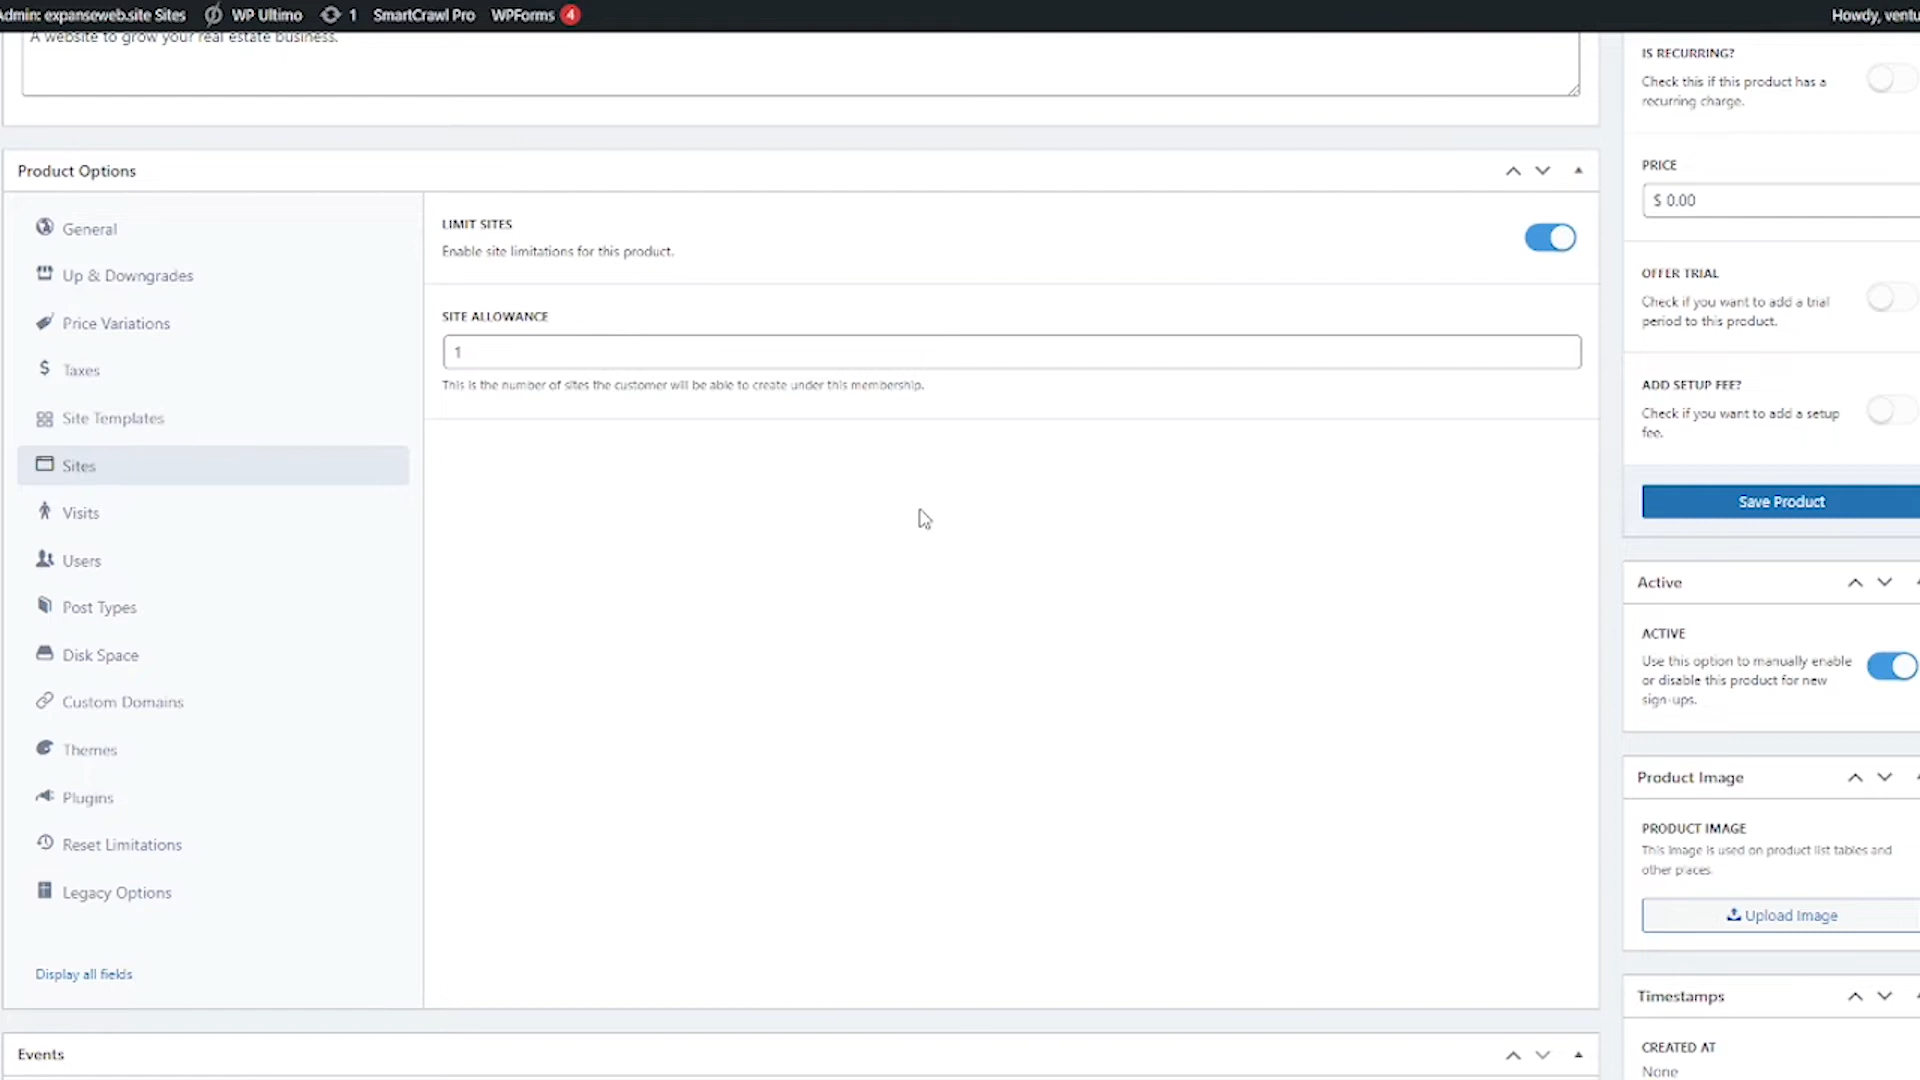 Admin: expanseweb.site Sites WP Ultimo 1 SmartCrawl Pro WPForms 4 Howdy, ventu
A website to grow your real estate business.
Product Options
General
Up & Downgrades
Price Variations
$ Taxes
Site Templates
Sites
Visits
Users
Post Types
Disk Space
Custom Domains
Themes
Plugins
Reset Limitations
Legacy Options
Display all fields
LIMIT SITES
Enable site limitations for this product.
SITE ALLOWANCE
1
This is the number of sites the customer will be able to create under this membership.
Events
IS RECURRING?
Check this if this product has a
recurring charge.
PRICE
$ 0.00
OFFER TRIAL
Check if you want to add a trial
period to this product.
ADD SETUP FEE?
Check if you want to add a setup
fee.
Save Product
Active
ACTIVE
Use this option to manually enable
or disable this product for new
sign-ups.
Product Image
PRODUCT IMAGE
This image is used on product list tables and
other places.
Upload Image
Timestamps
CREATED AT
None